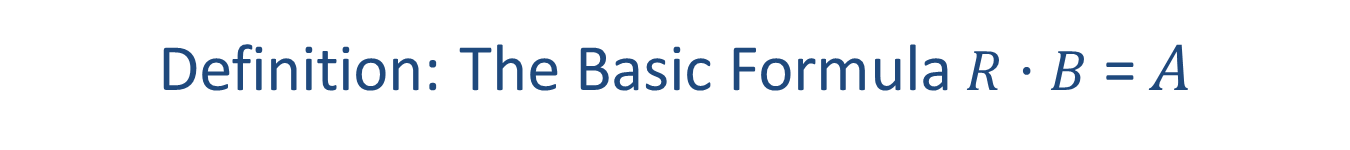 Definition: The Basic Formula R · B = A